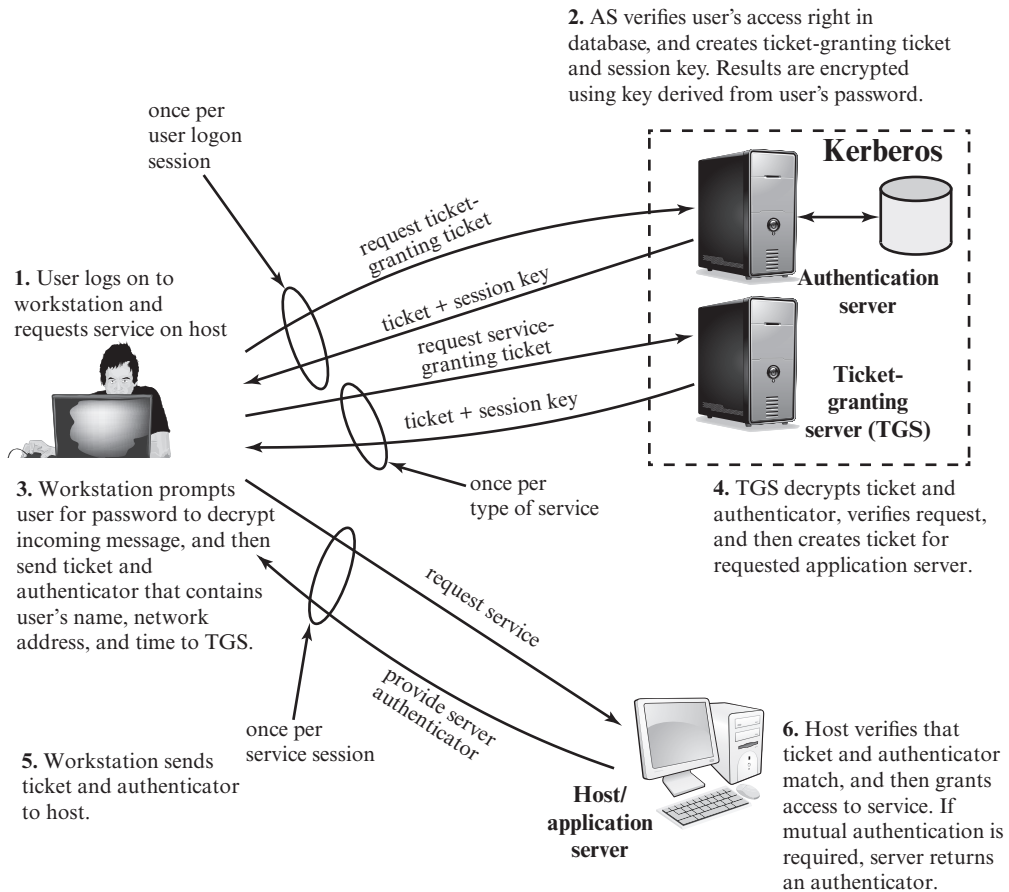 2. AS verifies user's access right in
database, and creates ticket-granting ticket
and session key. Results are encrypted
using key derived from user's password.
once per
user logon
session
Kerberos
request ticket-
granting ticket
1. User logs on to
workstation and
requests service on host
ticket + session key
Authentication
server
request service-
granting ticket
ticket + session key
Ticket-
granting
server (TGS)
once per
type of service
3. Workstation prompts
user for password to decrypt
incoming message, and then
send ticket and
authenticator that contains
user's name, network
address, and time to TGS.
4. TGS decrypts ticket and
authenticator, verifies request,
and then creates ticket for
requested application server.
request service
provide server
authenticator
once per
service session
5. Workstation sends
ticket and authenticator
to host.
Host/
application
server
6. Host verifies that
ticket and authenticator
match, and then grants
access to service. If
mutual authentication is
required, server returns
an authenticator.